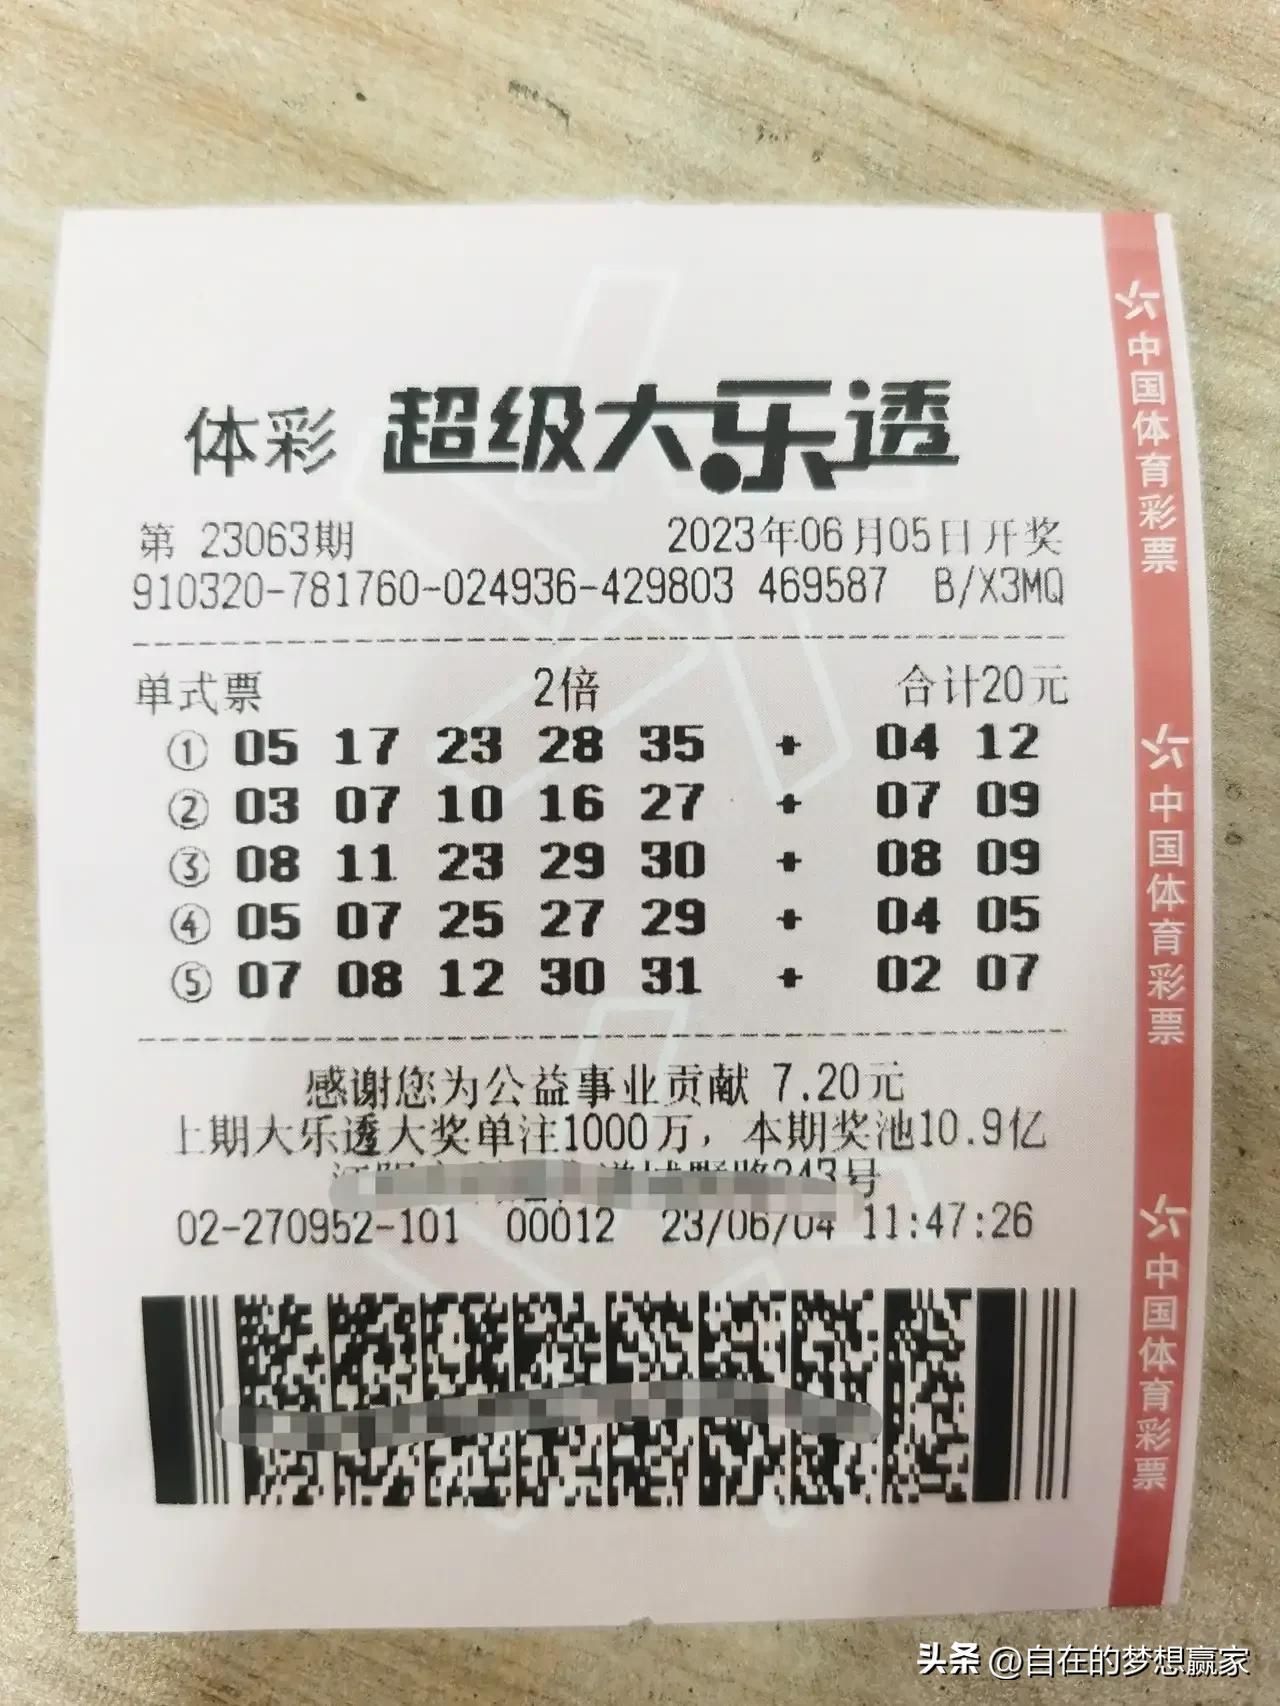 体彩 超级大乐透
第 23063期 2023年06月05日开奖
910320-781760-024936-429803 469587 B/X3MQ
单式票 2倍 合计20元
① 05 17 23 28 35 + 04 12
② 03 07 10 16 27 + 07 09
③ 08 11 23 29 30 + 08 09
④ 05 07 25 27 29 + 04 05
⑤ 07 08 12 30 31 + 02 07
感谢您为公益事业贡献 7.20元
上期大乐透大奖单注1000万，本期奖池10.9亿
243号
02-270952-101 00012 23/06/04 11:47:26
中国体育彩票
中国体育彩票
中国体育彩票
头条 @自在的梦想赢家